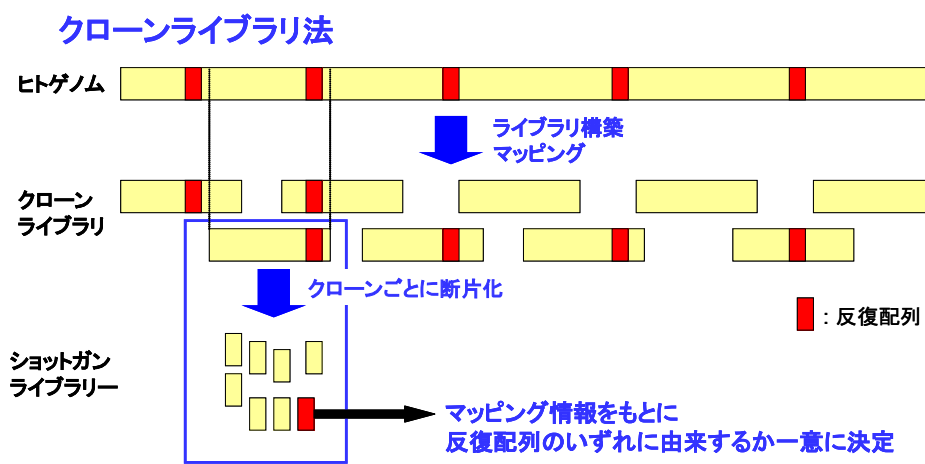 クローンライブラリ法
ヒトゲノム
ライブラリ構築
マッピング
クローン
ライブラリ
クローンごとに断片化
：反復配列
ショットガン
ライブラリー
マッピング情報をもとに
反復配列のいずれに由来するか一意に決定